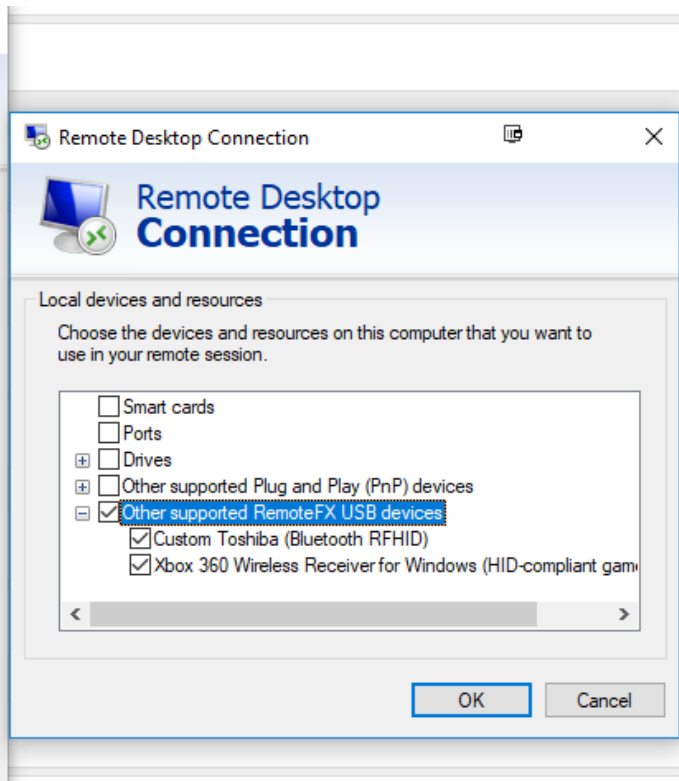 Remote Desktop Connection
Remote Desktop
Connection
Local devices and resources
Choose the devices and resources on this computer that you want to
use in your remote session.
Smart cards
Ports
Drives
Other supported Plug and Play (PnP) devices
Other supported RemoteFX USB devices
Custom Toshiba (Bluetooth RFHID)
Xbox 360 Wireless Receiver for Windows (HID-compliant gam
OK Cancel